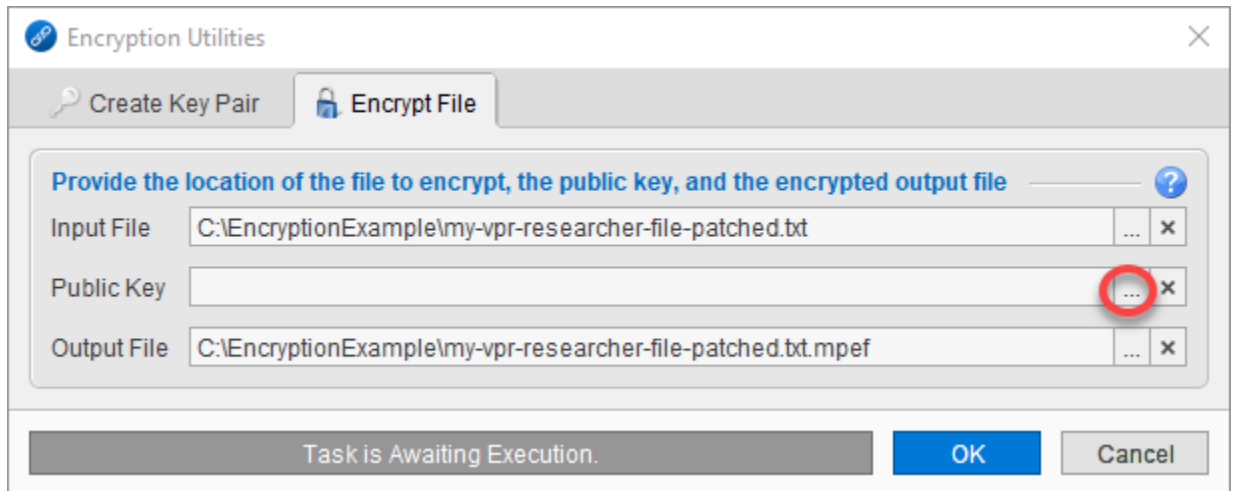 Encryption Utilities
Create Key Pair
Encrypt File
Provide the location of the file to encrypt, the public key, and the encrypted output file
?
Input File C:\EncryptionExample\my-vpr-researcher-file-patched.txt ...
Public Key ...
Output File C:\EncryptionExample\my-vpr-researcher-file-patched.txt.mpef ...
Task is Awaiting Execution. OK Cancel